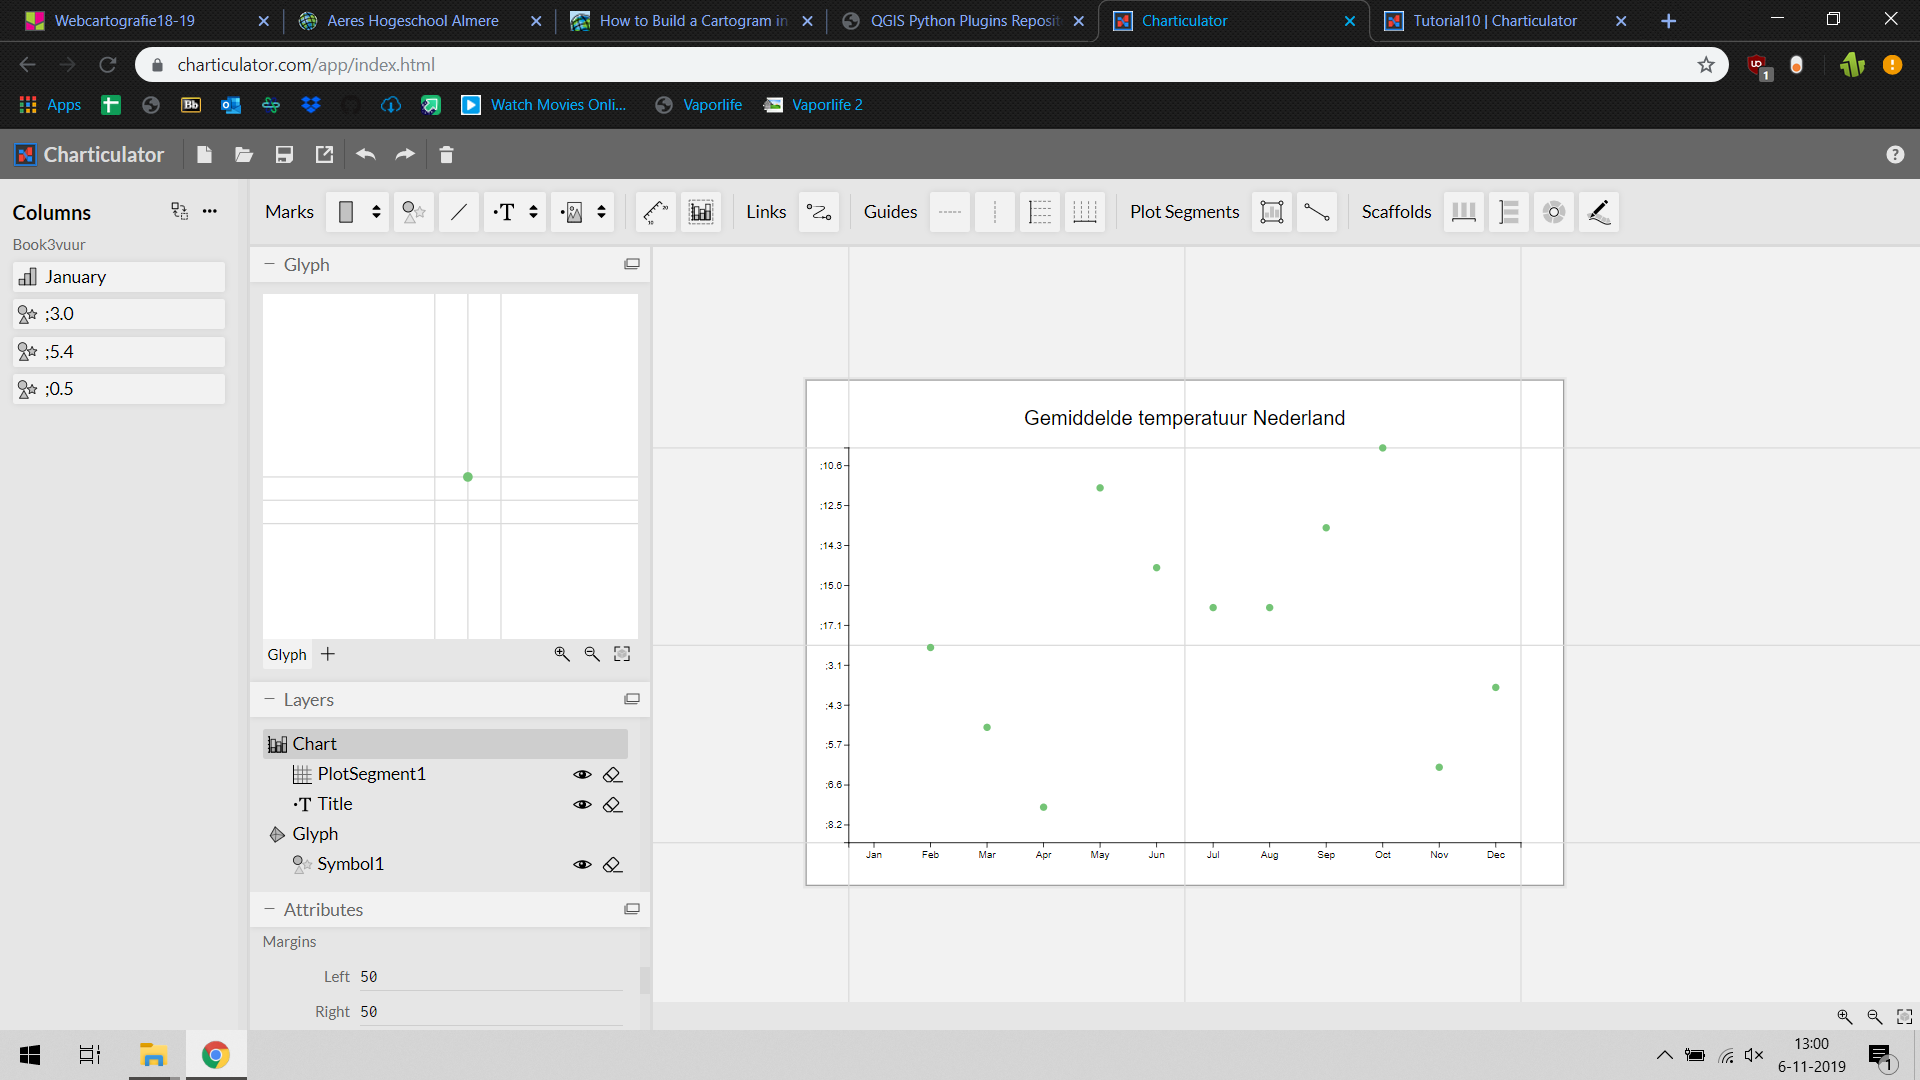 Webcartografie18-19
Aeres Hogeschool Almere
How to Build a Cartogram in
QGIS Python Plugins Reposit
Charticulator
Tutorial10 | Charticulator
charticulator.com/app/index.html
1
Apps
Bb
Watch Movies Onli...
Vaporlife
Vaporlife 2
Charticulator
Columns
Marks
Links
Guides
Plot Segments
Scaffolds
Book3vuur
January
;3.0
;5.4
;0.5
Glyph
Glyph
Layers
Chart
PlotSegment1
Title
Glyph
Symbol1
Attributes
Margins
Left 50
Right 50
Gemiddelde temperatuur Nederland
;10.6
;12.5
;14.3
;15.0
;17.1
;3.1
;4.3
;5.7
;6.6
;8.2
Jan Feb Mar Apr May Jun Jul Aug Sep Oct Nov Dec
13:00
6-11-2019
1